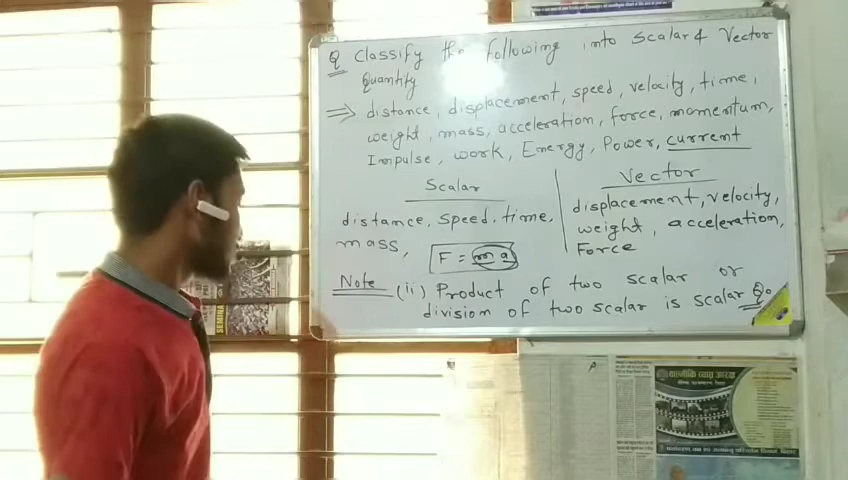 Q Classify the following into Scalar & Vector
Quantity
⇒ distance, displacement, speed, velocity, time,
weight, mass, acceleration, force, momentum,
Impulse, work, Energy, Power, current
Scalar
Vector
distance, speed, time,
mass,
displacement, velocity,
weight, acceleration,
Force
F = m a
Note (ii) Product of two scalar or
division of two scalar is scalar Qo